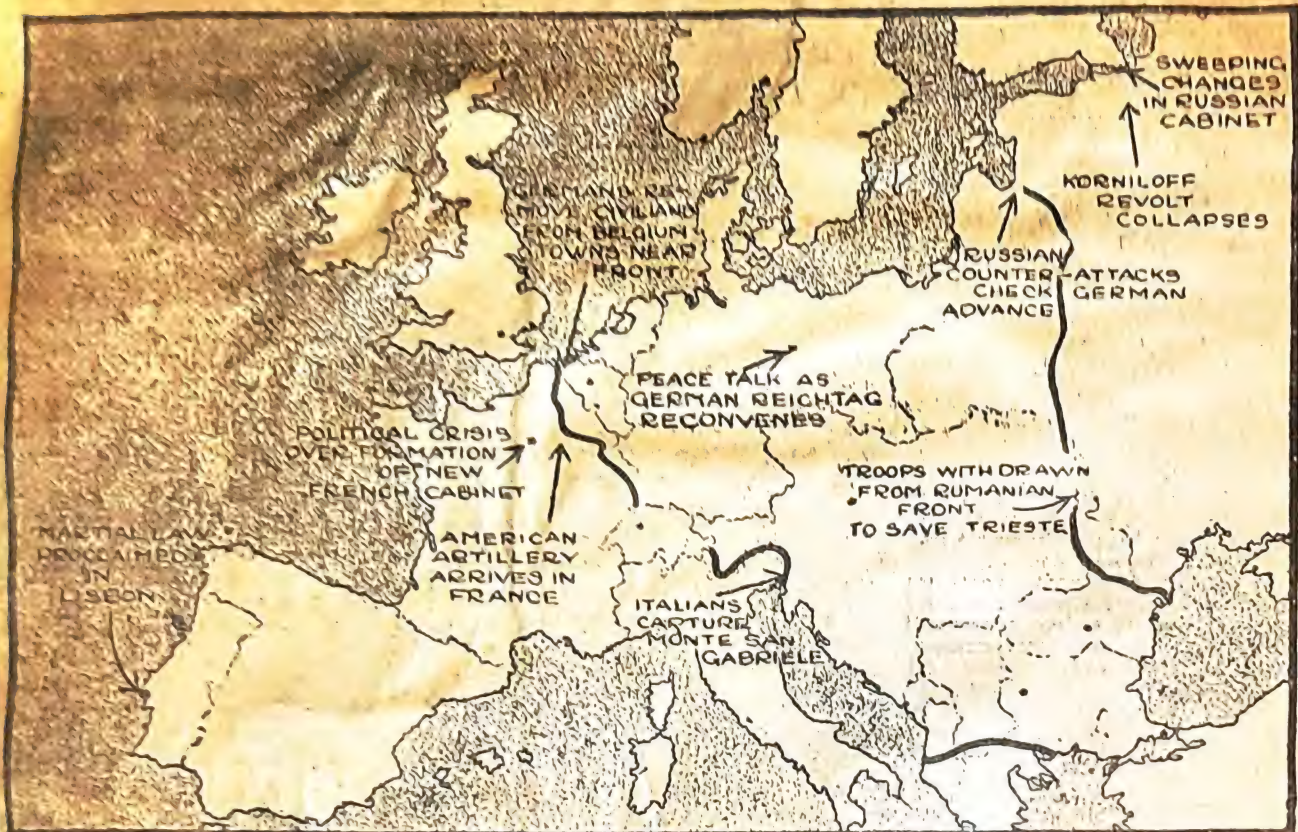 SWEEPING
CHANGES
IN RUSSIAN
CABINET
KORNILOFF
REVOLT
COLLAPSES
GERMANS RE-
MOVE CIVILIANS
FROM BELGIUM
TOWNS NEAR
FRONT
RUSSIAN
COUNTER-ATTACKS
CHECK GERMAN
ADVANCE
PEACE TALK AS
GERMAN REICHTAG
RECONVENES
POLITICAL CRISIS
OVER FORMATION
OF NEW
FRENCH CABINET
TROOPS WITHDRAWN
FROM RUMANIAN
FRONT
TO SAVE TRIESTE
MARTIAL LAW
PROCLAIMED
IN
LISBON
AMERICAN
ARTILLERY
ARRIVES IN
FRANCE
ITALIANS
CAPTURE
MONTE SAN
GABRIELE